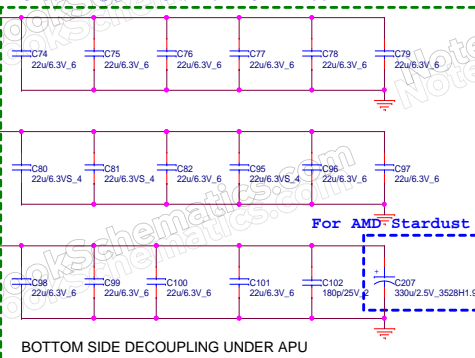 C74 C75 C76 C77 C78 C79
22u/6.3V_6 22u/6.3V_6 22u/6.3V_6 22u/6.3V_6 22u/6.3V_6 22u/6.3V_6
C80 C81 C82 C95 C96 C97
22u/6.3VS_4 22u/6.3VS_4 22u/6.3V_6 22u/6.3VS_4 22u/6.3V_6 22u/6.3V_6
For AMD Stardust
C98 C99 C100 C101 C102 C207
22u/6.3V_6 22u/6.3V_6 22u/6.3V_6 22u/6.3V_6 180p/25V_2 330u/2.5V_3528H1.9
BOTTOM SIDE DECOUPLING UNDER APU